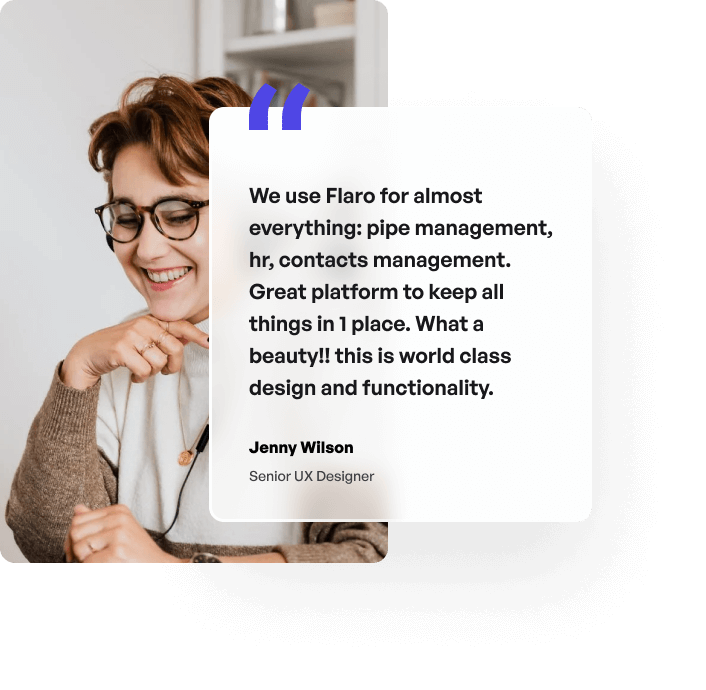 “
We use Flaro for almost
everything: pipe management,
hr, contacts management.
Great platform to keep all
things in 1 place. What a
beauty!! this is world class
design and functionality.
Jenny Wilson
Senior UX Designer